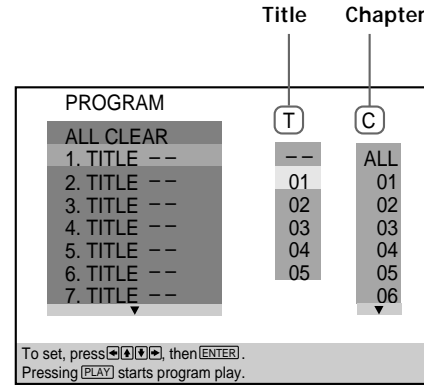 Title Chapter
PROGRAM
T C
ALL CLEAR
1. TITLE – – – – ALL
2. TITLE – – 01 01
3. TITLE – – 02 02
4. TITLE – – 03 03
5. TITLE – – 04 04
6. TITLE – – 05 05
7. TITLE – – 06
To set, press ←↑↓→, then ENTER.
Pressing PLAY starts program play.